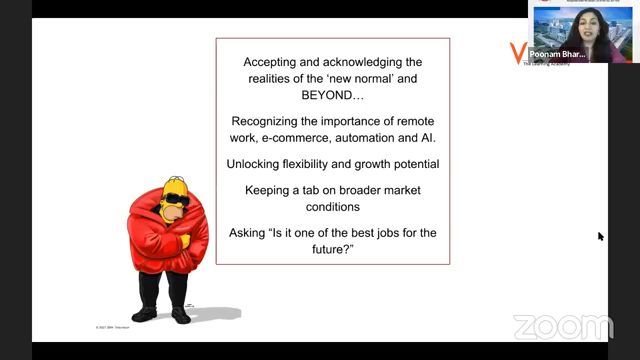 Accepting and acknowledging the
realities of the ‘new normal’ and
BEYOND…
Recognizing the importance of remote
work, e-commerce, automation and AI.
Unlocking flexibility and growth potential
Keeping a tab on broader market
conditions
Asking “Is it one of the best jobs for the
future?”
V
The Learning Academy
Poonam Bhar...
zoom